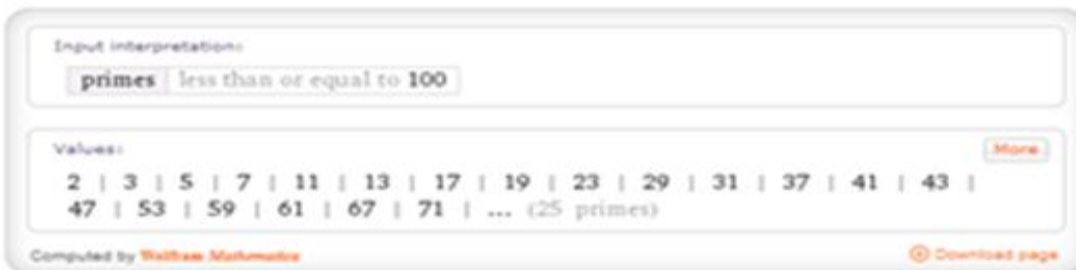 Input interpretation:
primes | less than or equal to 100
Values:
More
2 | 3 | 5 | 7 | 11 | 13 | 17 | 19 | 23 | 29 | 31 | 37 | 41 | 43 |
47 | 53 | 59 | 61 | 67 | 71 | ... (25 primes)
Computed by Wolfram Mathematica
Download page